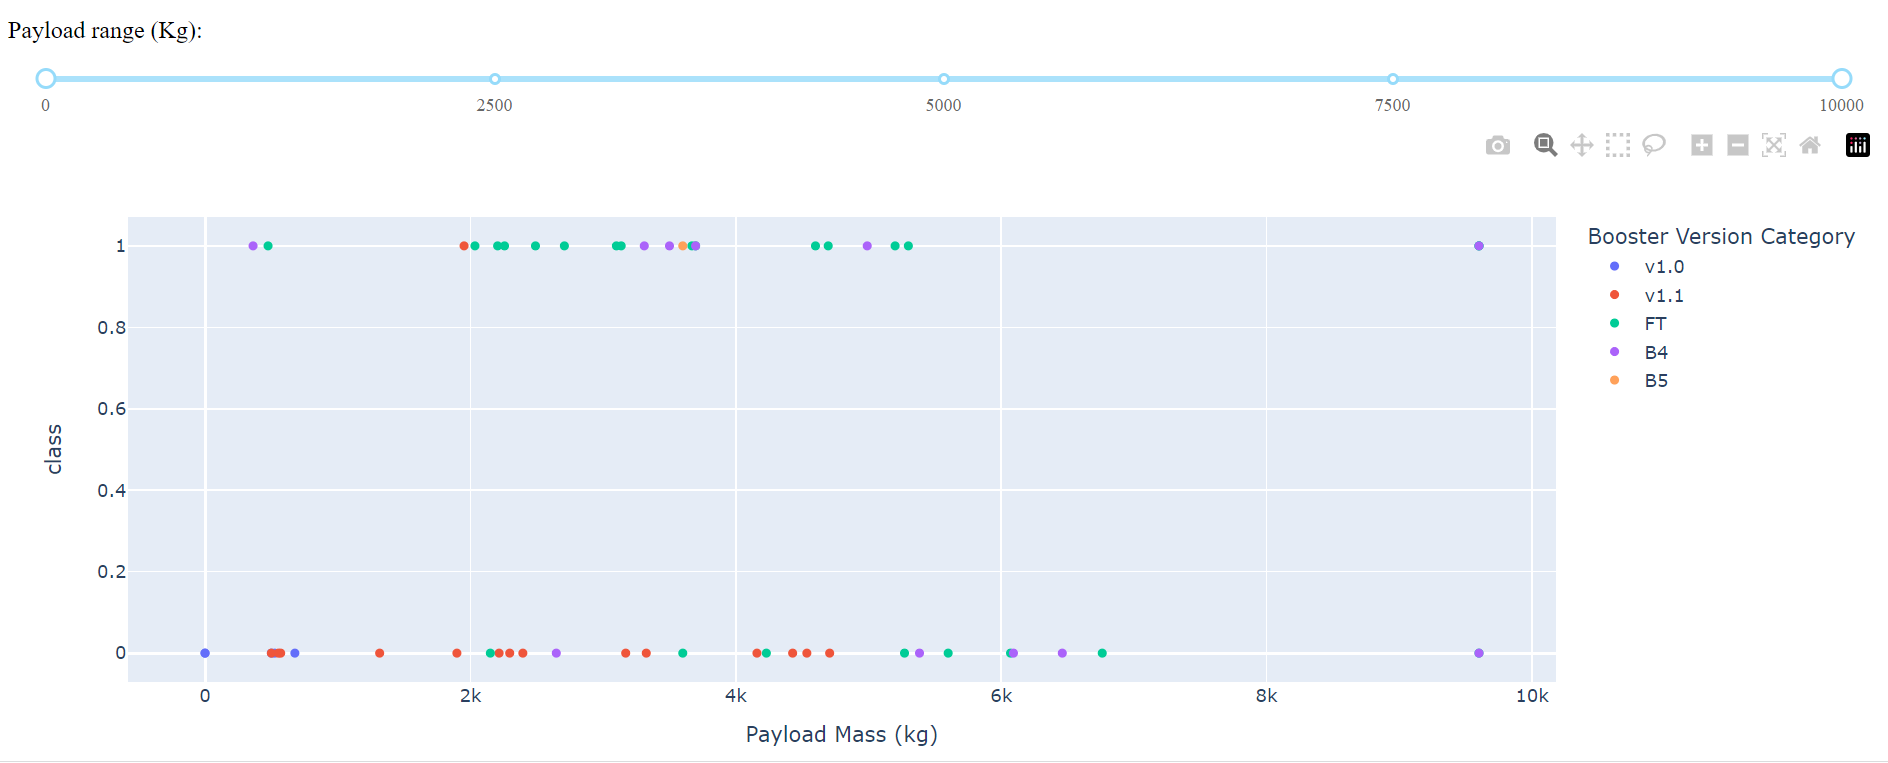 Payload range (Kg):
0 2500 5000 7500 10000
Booster Version Category
v1.0
v1.1
FT
B4
B5
1
0.8
0.6
0.4
0.2
0
class
0 2k 4k 6k 8k 10k
Payload Mass (kg)